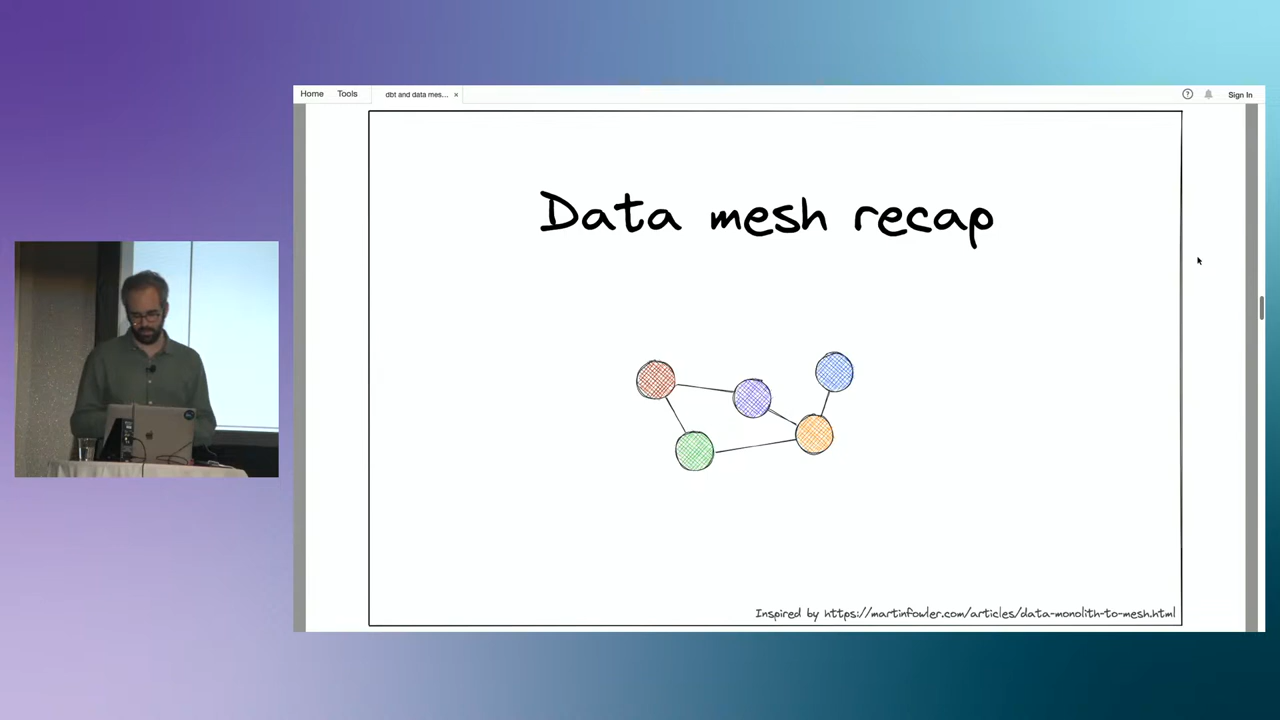 Home Tools dbt and data mes... × ? Sign In
Data mesh recap
Inspired by https://martinfowler.com/articles/data-monolith-to-mesh.html